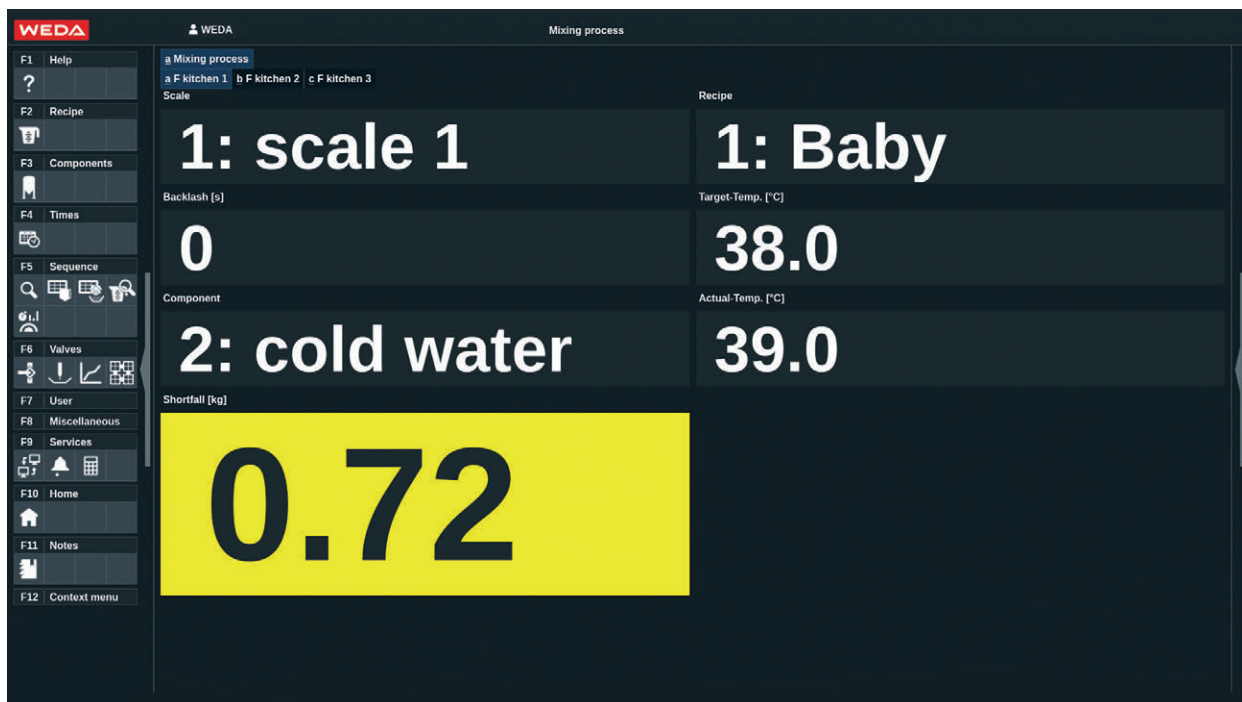 WEDA
WEDA
Mixing process
F1 Help
F2 Recipe
F3 Components
F4 Times
F5 Sequence
F6 Valves
F7 User
F8 Miscellaneous
F9 Services
F10 Home
F11 Notes
F12 Context menu
a Mixing process
a F kitchen 1 b F kitchen 2 c F kitchen 3
Scale
1: scale 1
Recipe
1: Baby
Backlash [s]
0
Target-Temp. [°C]
38.0
Component
2: cold water
Actual-Temp. [°C]
39.0
Shortfall [kg]
0.72